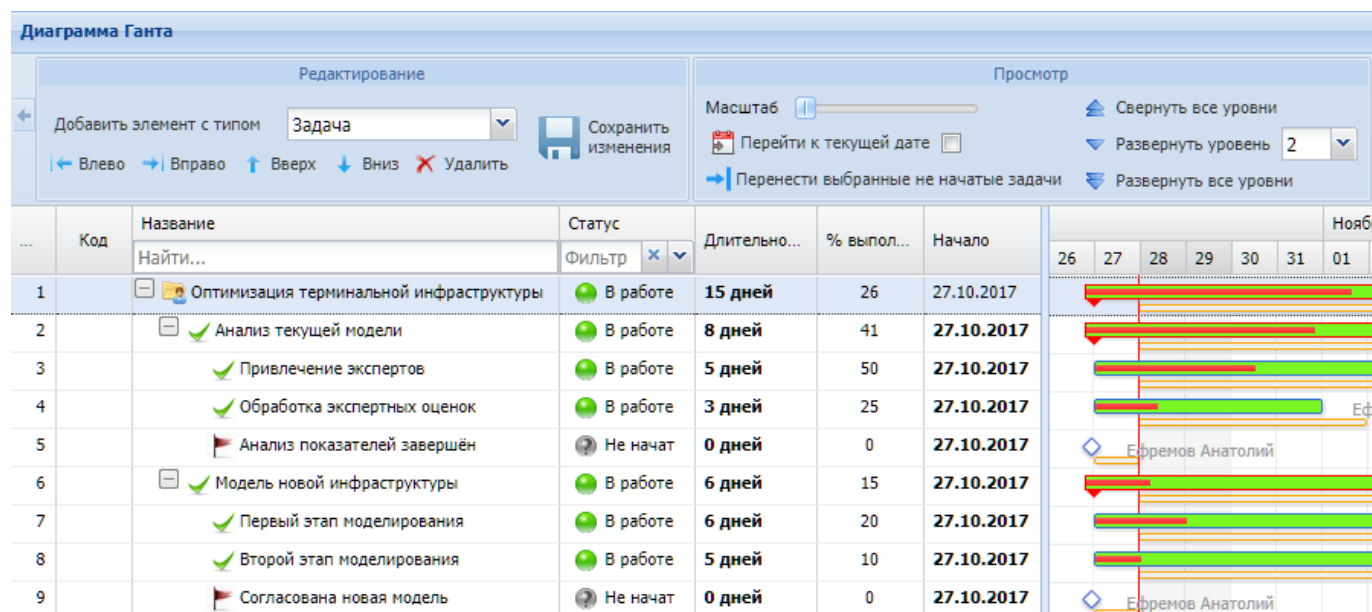 Диаграмма Ганта
Редактирование
Просмотр
Добавить элемент с типом Задача Сохранить изменения
Влево Вправо Вверх Вниз Удалить
Масштаб Свернуть все уровни
Перейти к текущей дате Развернуть уровень 2
Перенести выбранные не начатые задачи Развернуть все уровни
... Код Название Статус Длительно... % выпол... Начало Нояб
Найти... Фильтр 26 27 28 29 30 31 01
1 Оптимизация терминальной инфраструктуры В работе 15 дней 26 27.10.2017
2 Анализ текущей модели В работе 8 дней 41 27.10.2017
3 Привлечение экспертов В работе 5 дней 50 27.10.2017
4 Обработка экспертных оценок В работе 3 дней 25 27.10.2017 Еф
5 Анализ показателей завершён Не начат 0 дней 0 27.10.2017 Ефремов Анатолий
6 Модель новой инфраструктуры В работе 6 дней 15 27.10.2017
7 Первый этап моделирования В работе 6 дней 20 27.10.2017
8 Второй этап моделирования В работе 5 дней 10 27.10.2017
9 Согласована новая модель Не начат 0 дней 0 27.10.2017 Ефремов Анатолий